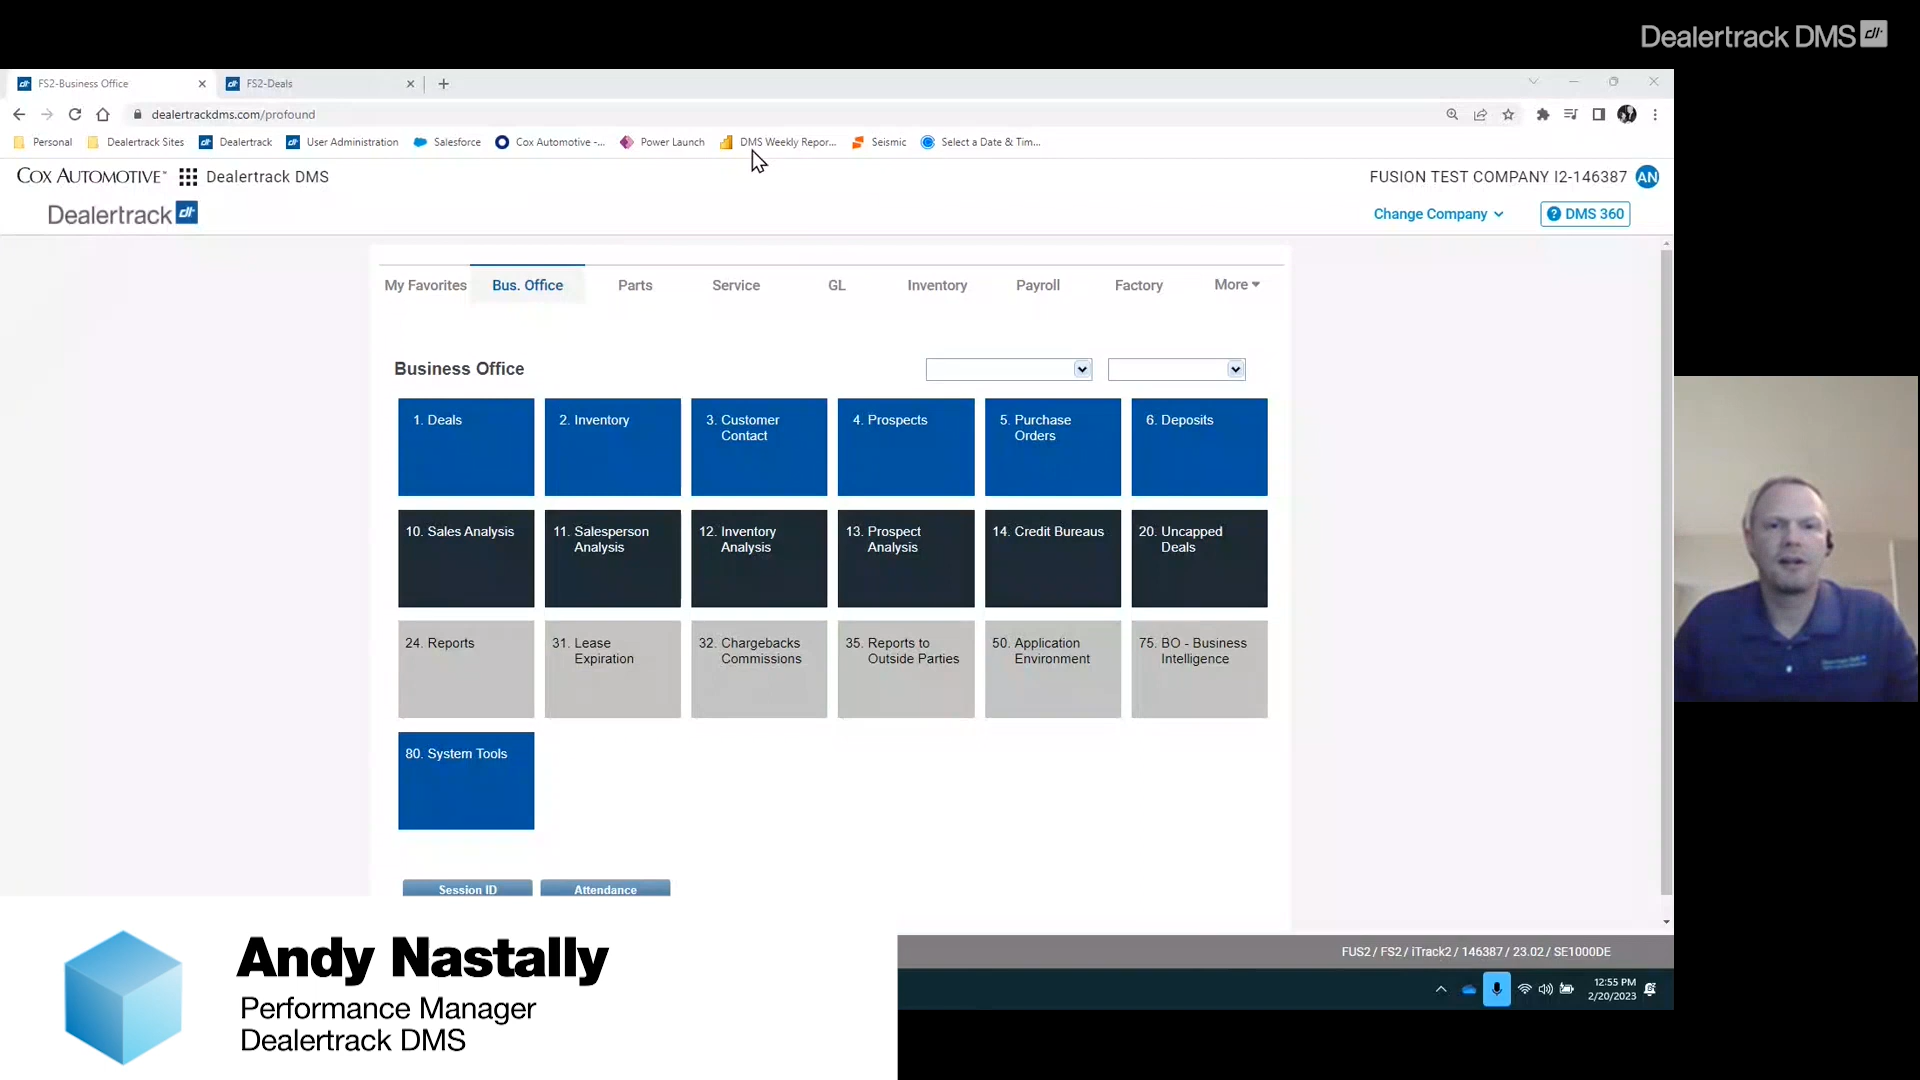 Dealertrack DMS dt
FS2-Business Office
FS2-Deals
dealertrackdms.com/profound
Personal
Dealertrack Sites
Dealertrack
User Administration
Salesforce
Cox Automotive -...
Power Launch
DMS Weekly Repor...
Seismic
Select a Date & Tim...
COX AUTOMOTIVE
Dealertrack DMS
FUSION TEST COMPANY I2-146387
AN
Dealertrack dt
Change Company
? DMS 360
My Favorites
Bus. Office
Parts
Service
GL
Inventory
Payroll
Factory
More
Business Office
1. Deals
2. Inventory
3. Customer
Contact
4. Prospects
5. Purchase
Orders
6. Deposits
10. Sales Analysis
11. Salesperson
Analysis
12. Inventory
Analysis
13. Prospect
Analysis
14. Credit Bureaus
20. Uncapped
Deals
24. Reports
31. Lease
Expiration
32. Chargebacks
Commissions
35. Reports to
Outside Parties
50. Application
Environment
75. BO - Business
Intelligence
80. System Tools
Session ID
Attendance
Andy Nastally
Performance Manager
Dealertrack DMS
FUS2 / FS2 / iTrack2 / 146387 / 23.02 / SE1000DE
12:55 PM
2/20/2023